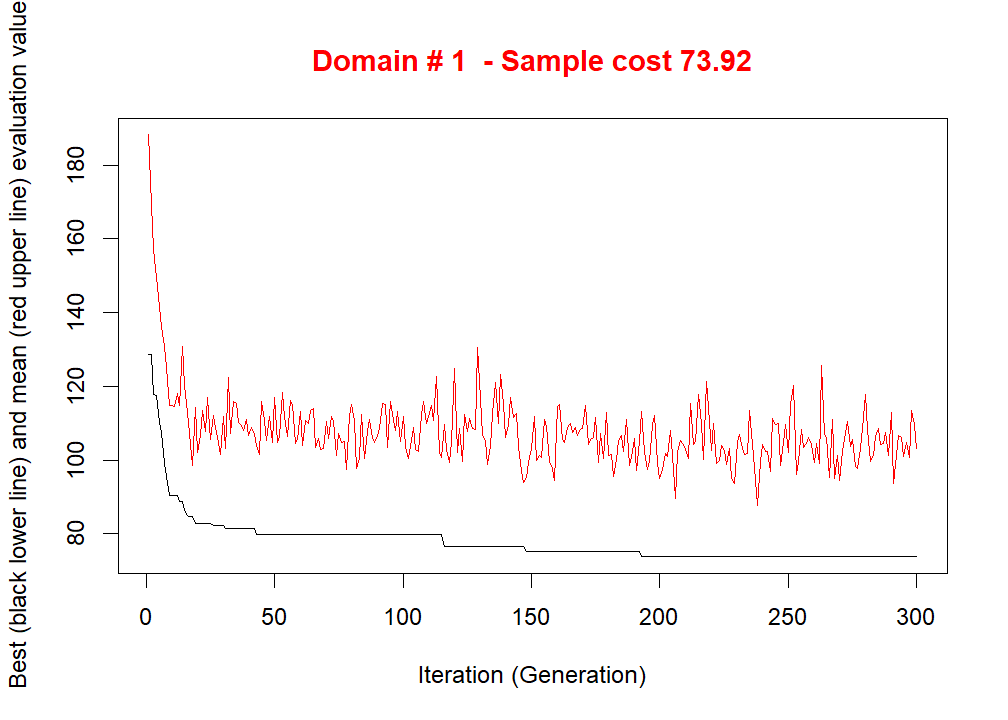 Domain # 1  - Sample cost 73.92
Best (black lower line) and mean (red upper line) evaluation value
180
160
140
120
100
80
0 50 100 150 200 250 300
Iteration (Generation)